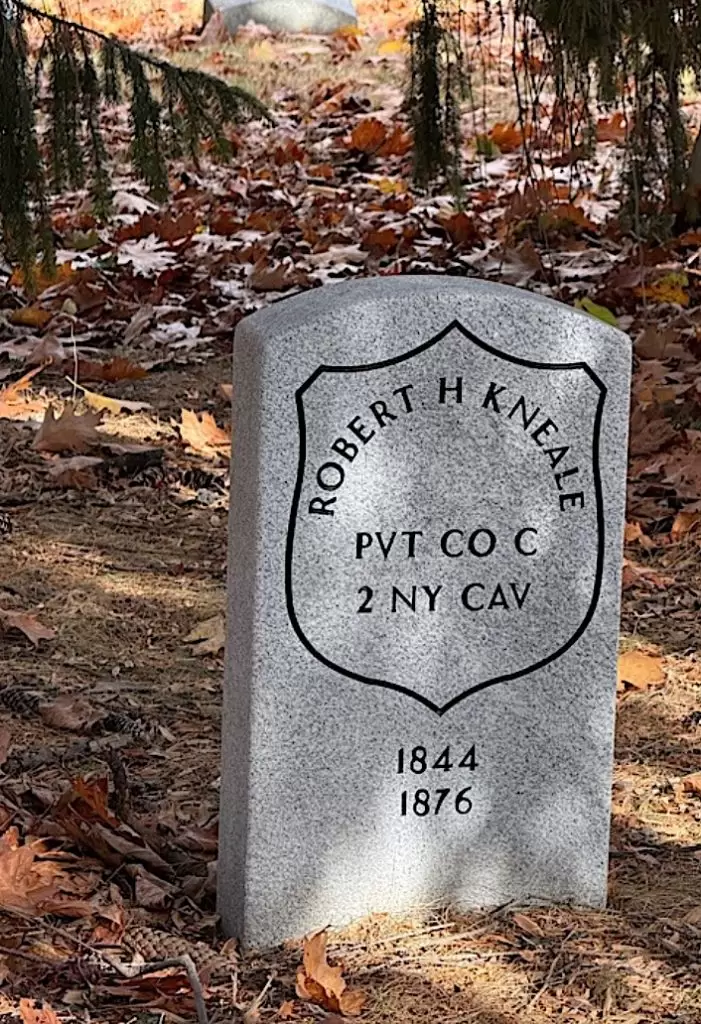 ROBERT H KNEALE
PVT CO C
2 NY CAV
1844
1876